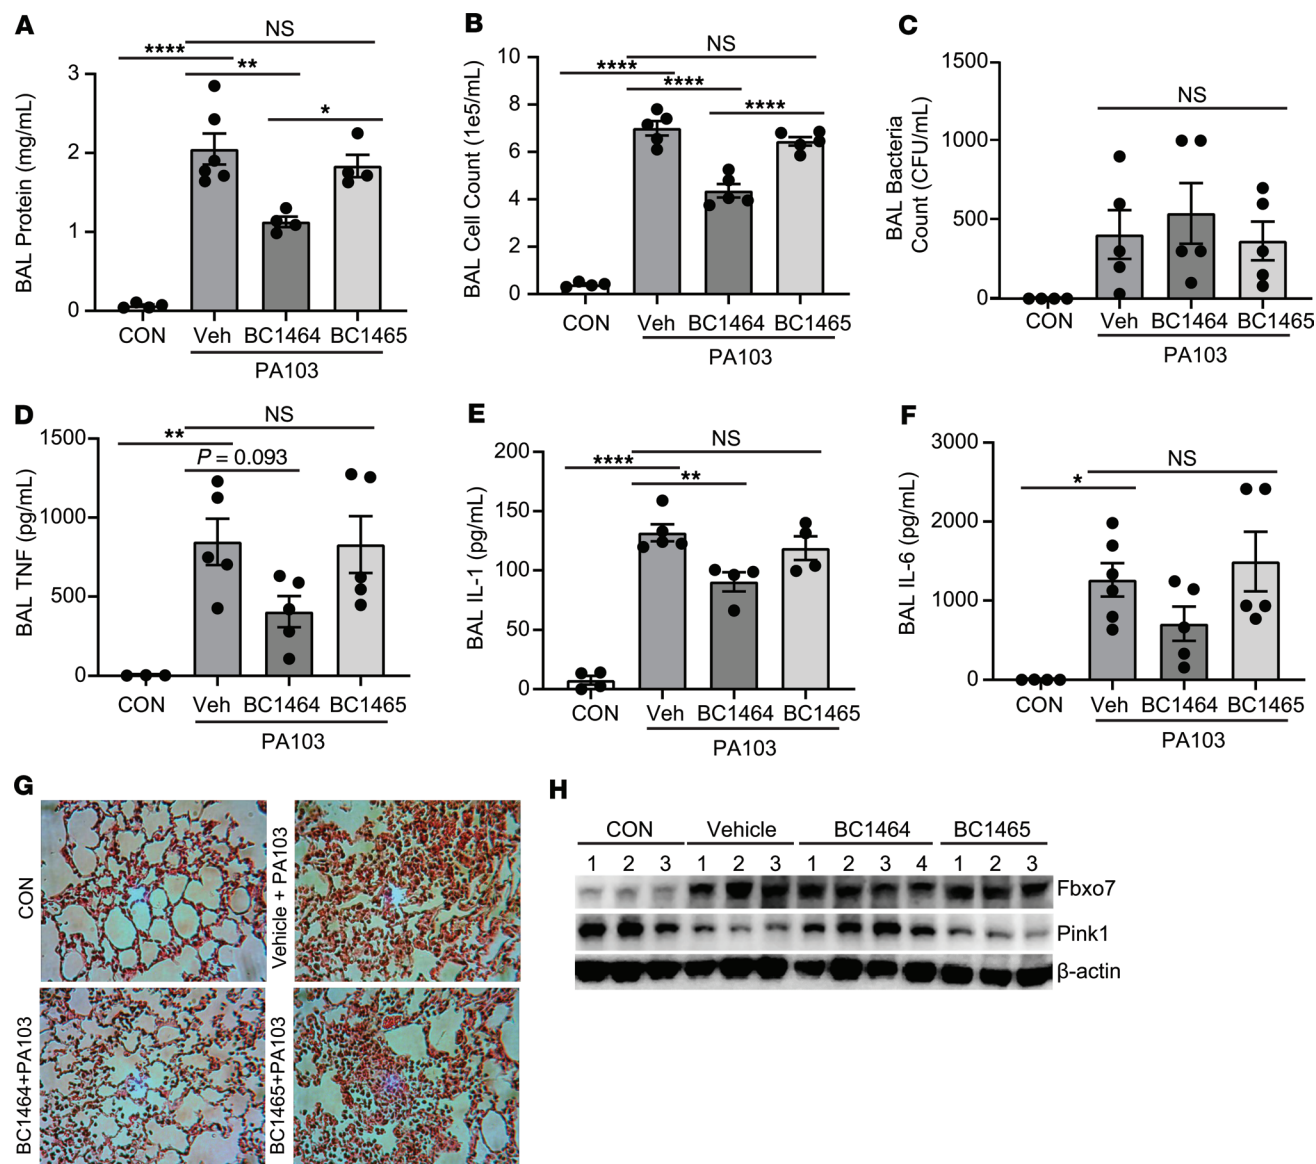 A
NS
****
**
*
BAL Protein (mg/mL)
3
2
1
0
CON
Veh
BC1464
BC1465
PA103
B
NS
****
****
****
BAL Cell Count (1e5/mL)
10
8
6
4
2
0
CON
Veh
BC1464
BC1465
PA103
C
NS
BAL Bacteria
Count (CFU/mL)
1500
1000
500
0
CON
Veh
BC1464
BC1465
PA103
D
NS
**
P = 0.093
BAL TNF (pg/mL)
1500
1000
500
0
CON
Veh
BC1464
BC1465
PA103
E
NS
****
**
BAL IL-1 (pg/mL)
200
150
100
50
0
CON
Veh
BC1464
BC1465
PA103
F
NS
*
BAL IL-6 (pg/mL)
3000
2000
1000
0
CON
Veh
BC1464
BC1465
PA103
G
CON
Vehicle + PA103
BC1464+PA103
BC1465+PA103
H
CON Vehicle BC1464 BC1465
1 2 3 1 2 3 1 2 3 4 1 2 3
Fbxo7
Pink1
β-actin